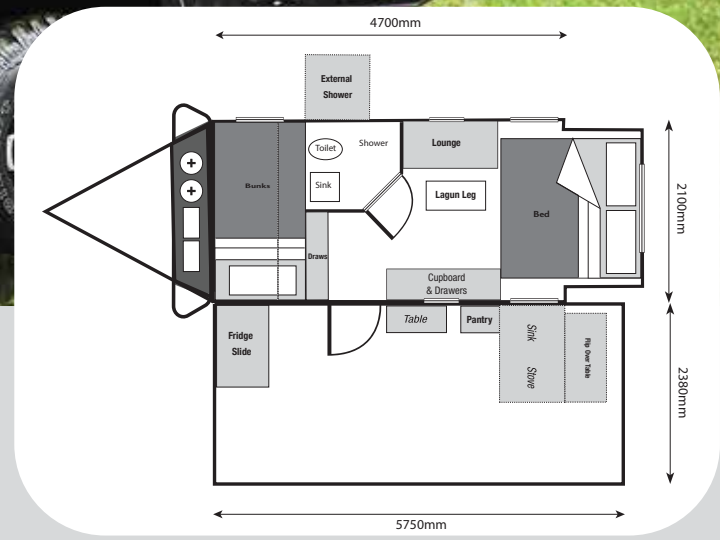 4700mm
External
Shower
Toilet
Shower
Lounge
Bunks
Sink
Lagun Leg
Bed
Draws
2100mm
Cupboard
& Drawers
Fridge
Slide
Table
Pantry
Sink
Stove
Flip Over Table
2380mm
5750mm